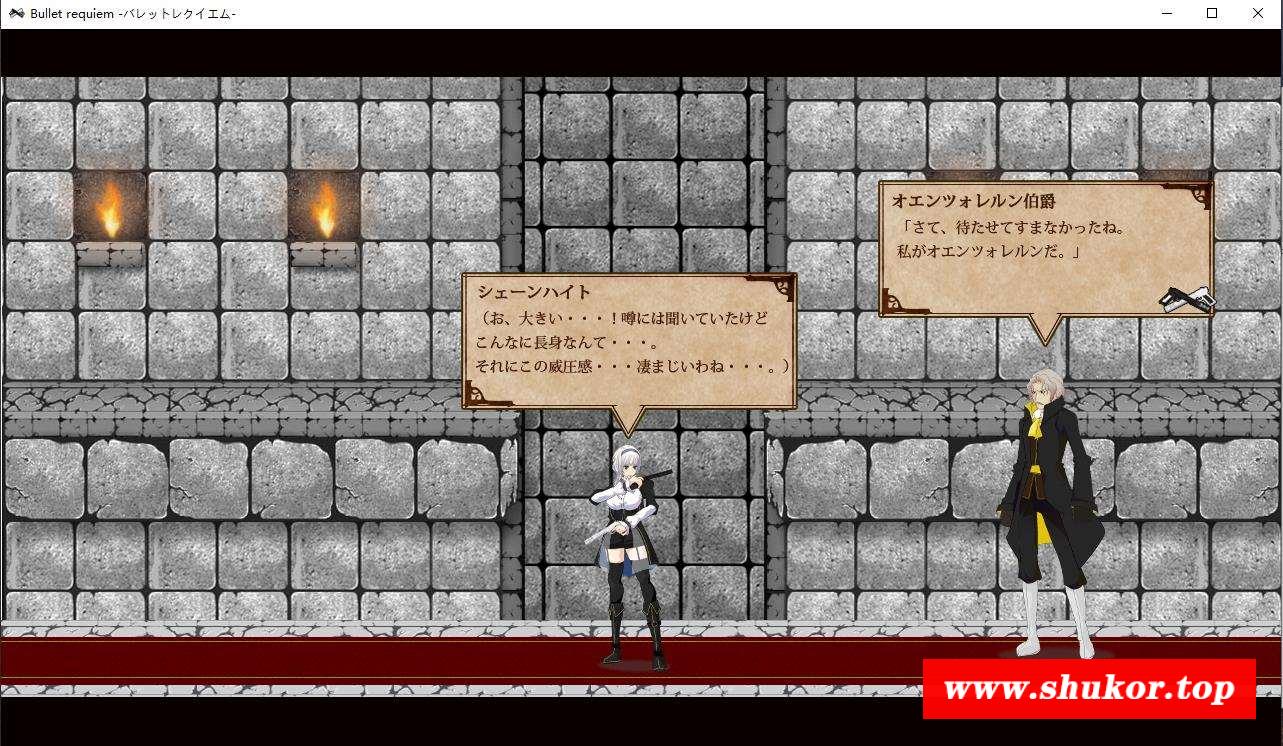 Bullet requiem -バレットレクイエム-
オエンツォレルン伯爵
「さて、待たせてすまなかったね。
私がオエンツォレルンだ。」
シェーンハイト
（お、大きい・・・！噂には聞いていたけど
こんなに長身なんて・・・。
それにこの威圧感・・・凄まじいわね・・・。）
www.shukor.top